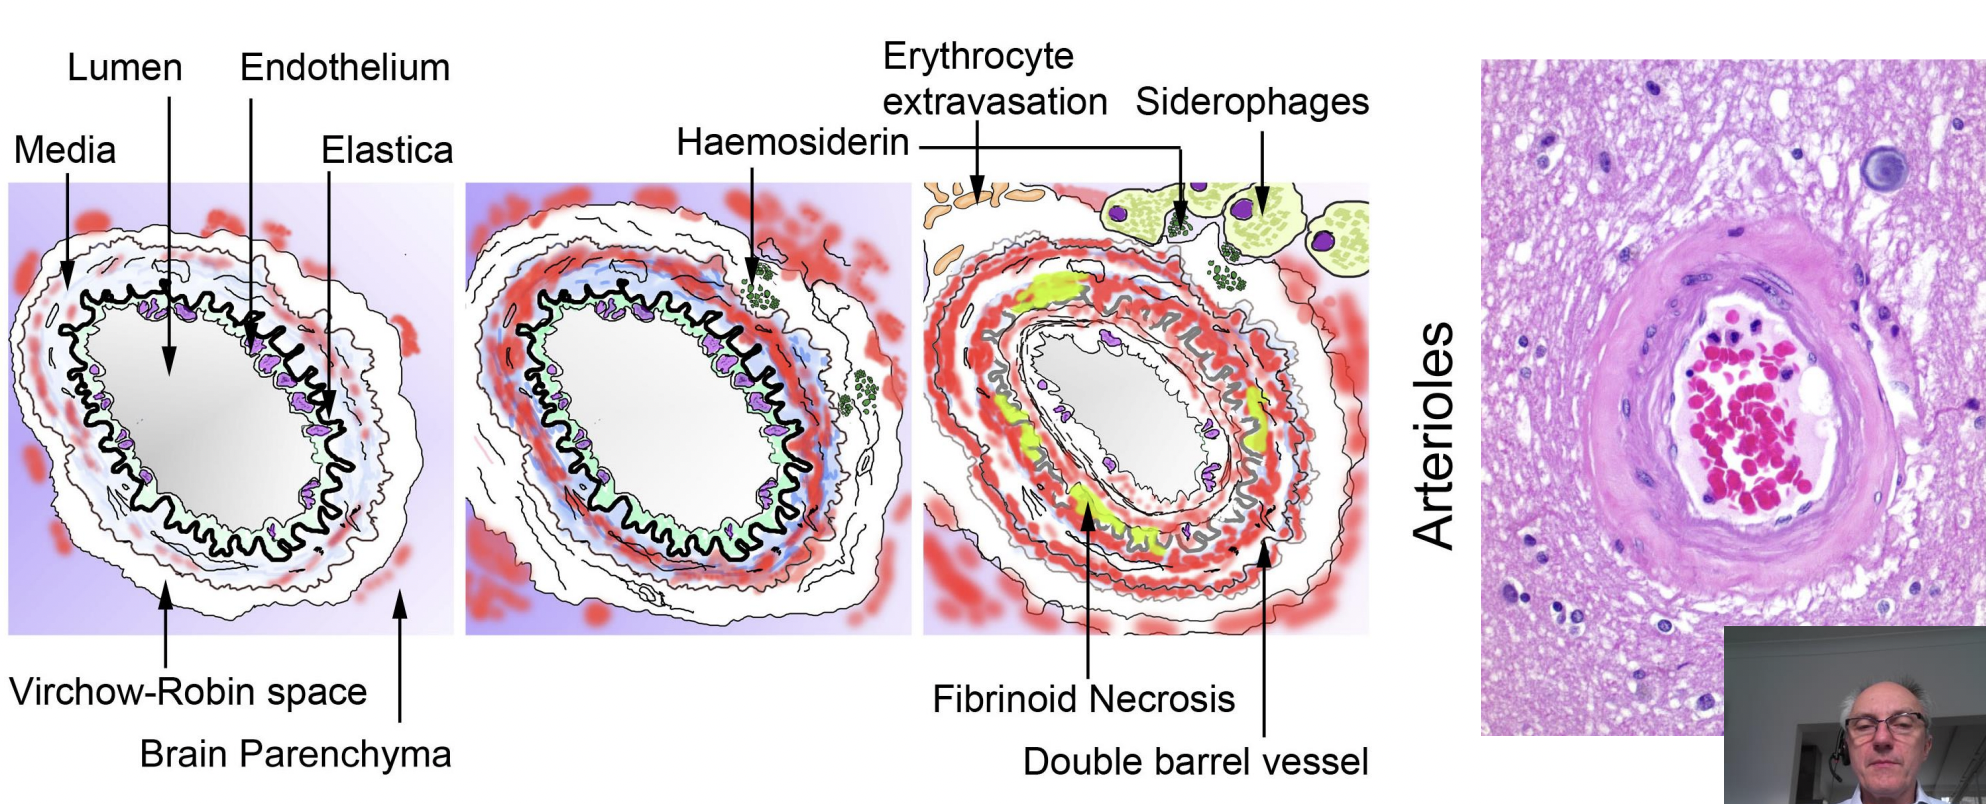 Lumen
Endothelium
Media
Elastica
Erythrocyte
extravasation
Siderophages
Haemosiderin
Virchow-Robin space
Brain Parenchyma
Fibrinoid Necrosis
Double barrel vessel
Arterioles